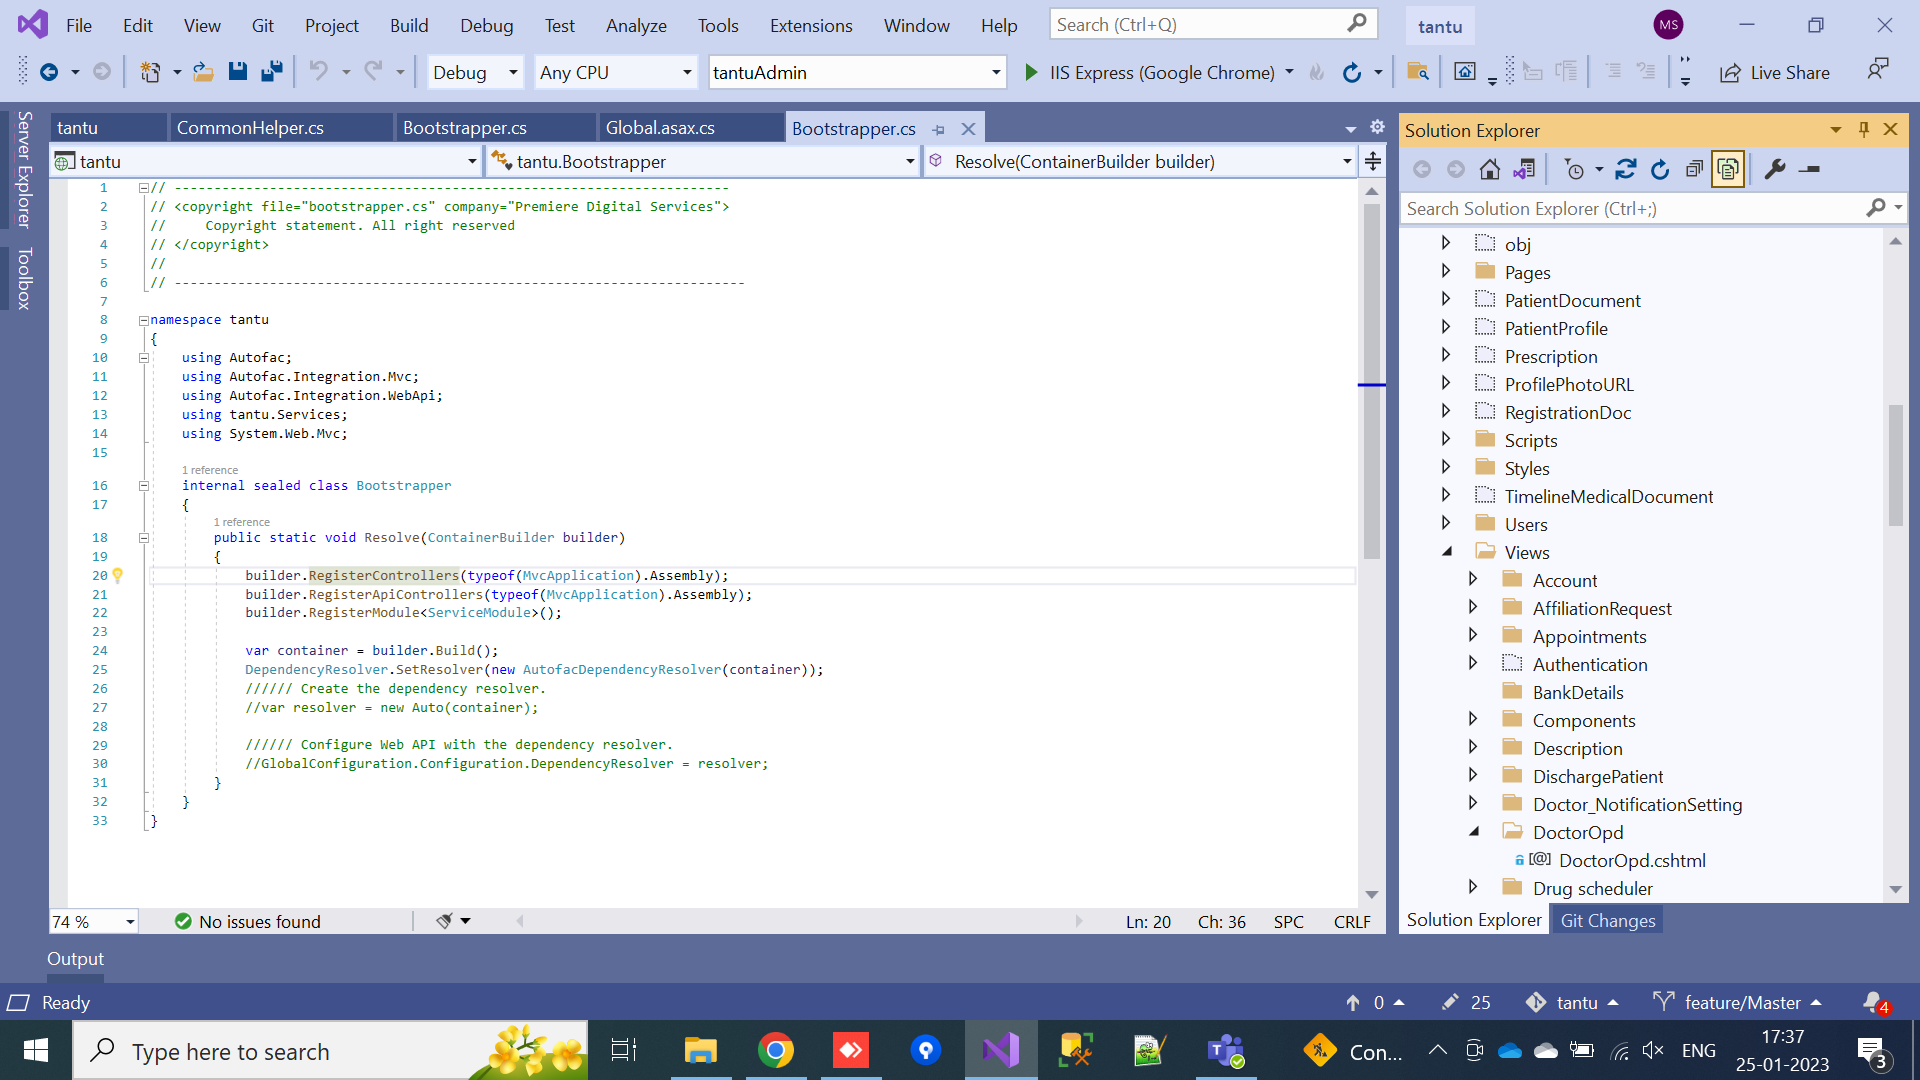 File Edit View Git Project Build Debug Test Analyze Tools Extensions Window Help Search (Ctrl+Q) tantu MS
Debug Any CPU tantuAdmin IIS Express (Google Chrome) Live Share
Server Explorer
Toolbox
tantu CommonHelper.cs Bootstrapper.cs Global.asax.cs Bootstrapper.cs
tantu tantu.Bootstrapper Resolve(ContainerBuilder builder)
1 // ----------------------------------------------------------------------
2 // <copyright file="bootstrapper.cs" company="Premiere Digital Services">
3 //     Copyright statement. All right reserved
4 // </copyright>
5 //
6 // ------------------------------------------------------------------------
7
8 namespace tantu
9 {
10 using Autofac;
11 using Autofac.Integration.Mvc;
12 using Autofac.Integration.WebApi;
13 using tantu.Services;
14 using System.Web.Mvc;
15
1 reference
16 internal sealed class Bootstrapper
17 {
1 reference
18 public static void Resolve(ContainerBuilder builder)
19 {
20 builder.RegisterControllers(typeof(MvcApplication).Assembly);
21 builder.RegisterApiControllers(typeof(MvcApplication).Assembly);
22 builder.RegisterModule<ServiceModule>();
23
24 var container = builder.Build();
25 DependencyResolver.SetResolver(new AutofacDependencyResolver(container));
26 ////// Create the dependency resolver.
27 //var resolver = new Auto(container);
28
29 ////// Configure Web API with the dependency resolver.
30 //GlobalConfiguration.Configuration.DependencyResolver = resolver;
31 }
32 }
33 }
74 % No issues found Ln: 20 Ch: 36 SPC CRLF
Solution Explorer
Search Solution Explorer (Ctrl+;)
obj
Pages
PatientDocument
PatientProfile
Prescription
ProfilePhotoURL
RegistrationDoc
Scripts
Styles
TimelineMedicalDocument
Users
Views
Account
AffiliationRequest
Appointments
Authentication
BankDetails
Components
Description
DischargePatient
Doctor_NotificationSetting
DoctorOpd
[@] DoctorOpd.cshtml
Drug scheduler
Solution Explorer Git Changes
Output
Ready 0 25 tantu feature/Master 4
Type here to search Con... ENG 17:37
25-01-2023 3